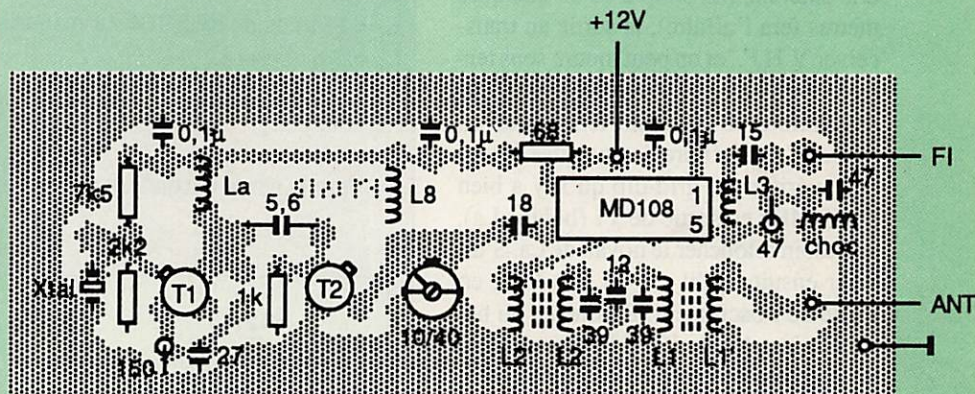 +12V
0,1µ
0,1µ
68
0,1µ
15
FI
7k5
La
L8
MD108
1
5
L3
47
5,6
18
47
choc
2k2
Xtal
T1
1k
T2
10/40
12
39
39
ANT
L2'
L2
L1
L1'
150
27